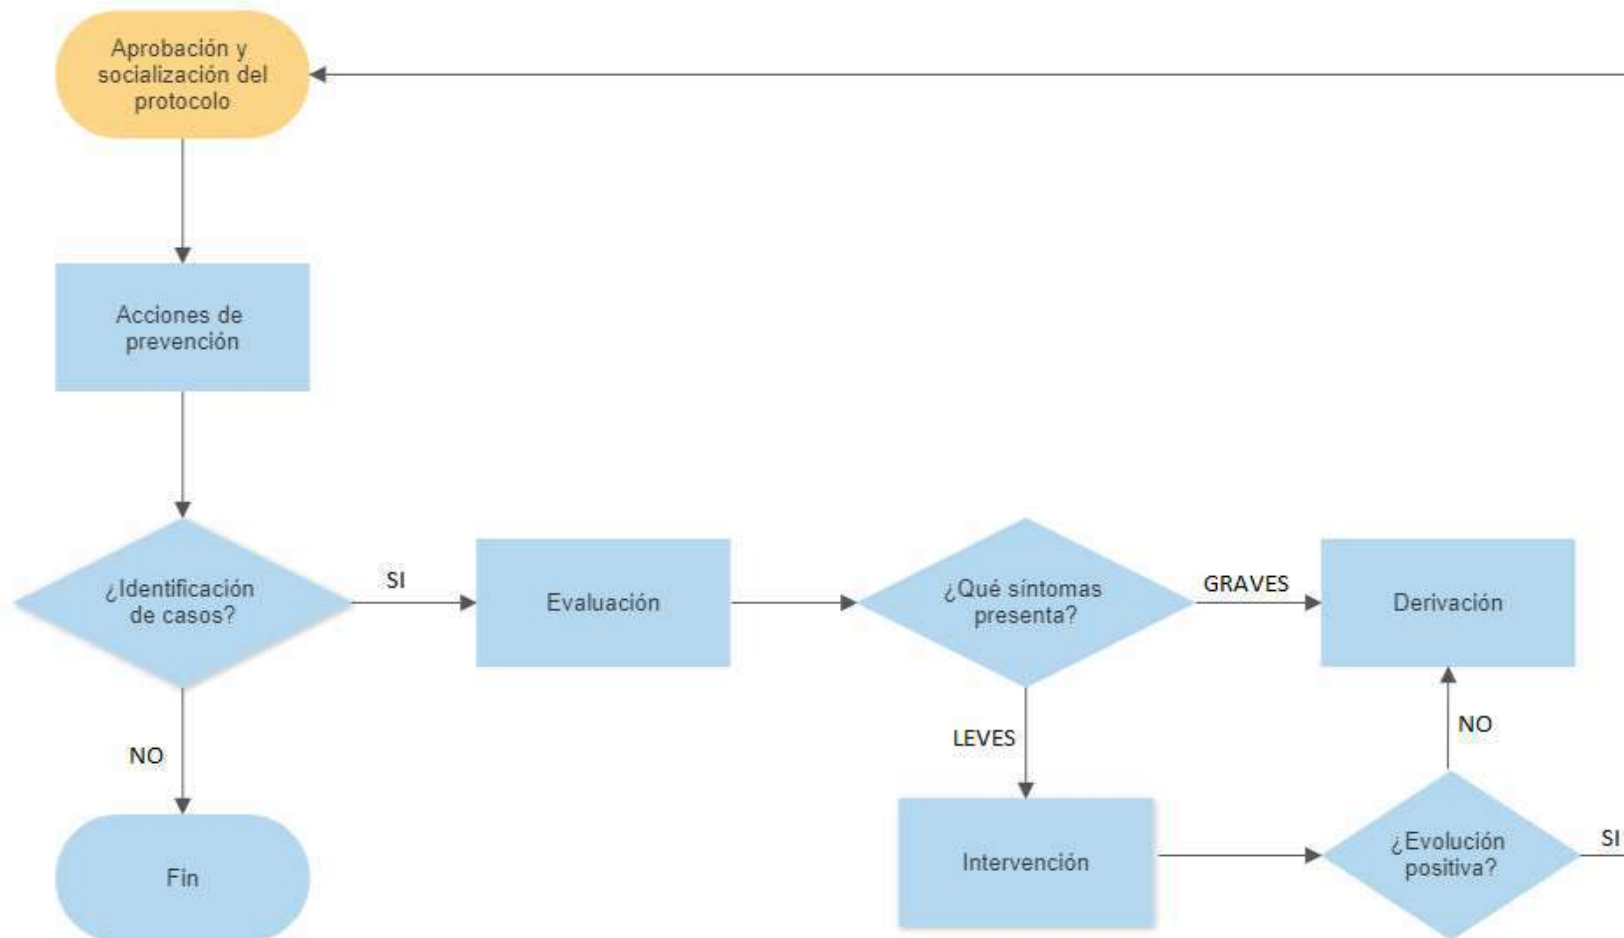 Aprobación y
socialización del
protocolo
Acciones de
prevención
¿Identificación
de casos?
SI
Evaluación
¿Qué síntomas
presenta?
GRAVES
Derivación
NO
LEVES
NO
Fin
Intervención
¿Evolución
positiva?
SI